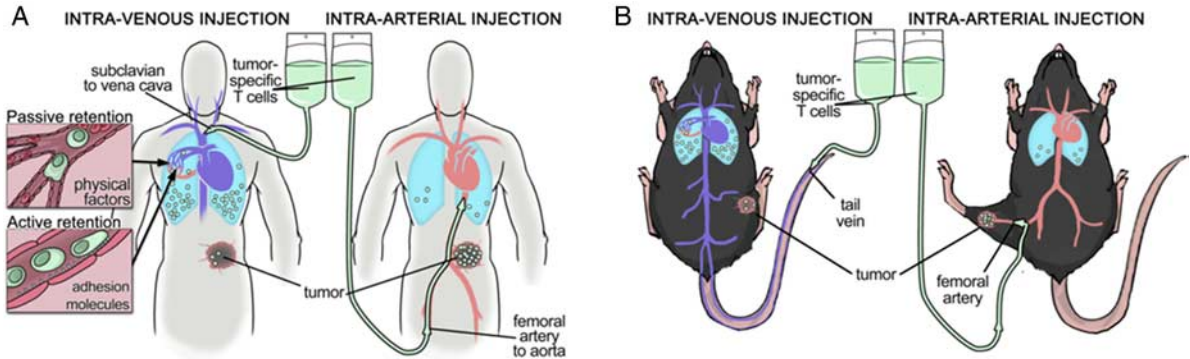 A
INTRA-VENOUS INJECTION
INTRA-ARTERIAL INJECTION
subclavian
to vena cava
tumor-
specific
T cells
Passive retention
physical
factors
Active retention
adhesion
molecules
tumor
femoral
artery
to aorta
B
INTRA-VENOUS INJECTION
INTRA-ARTERIAL INJECTION
tumor-
specific
T cells
tail
vein
tumor
femoral
artery